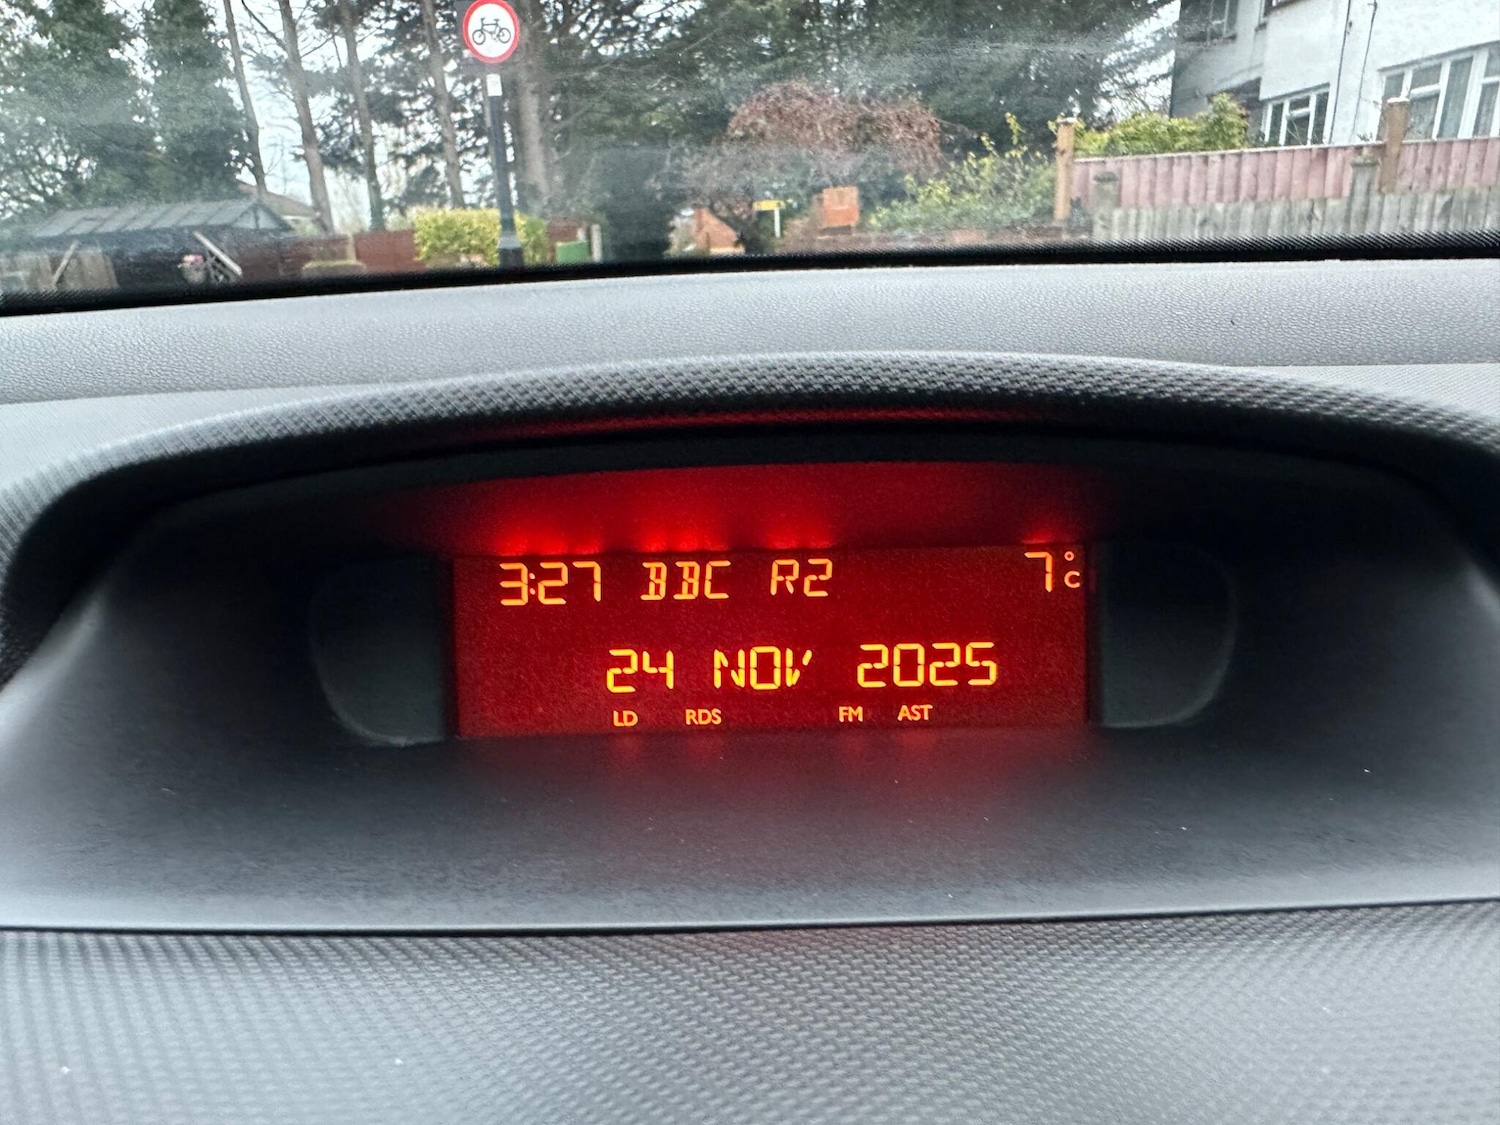 3:27 BBC R2 7°C
24 NOV 2025
LD RDS FM AST